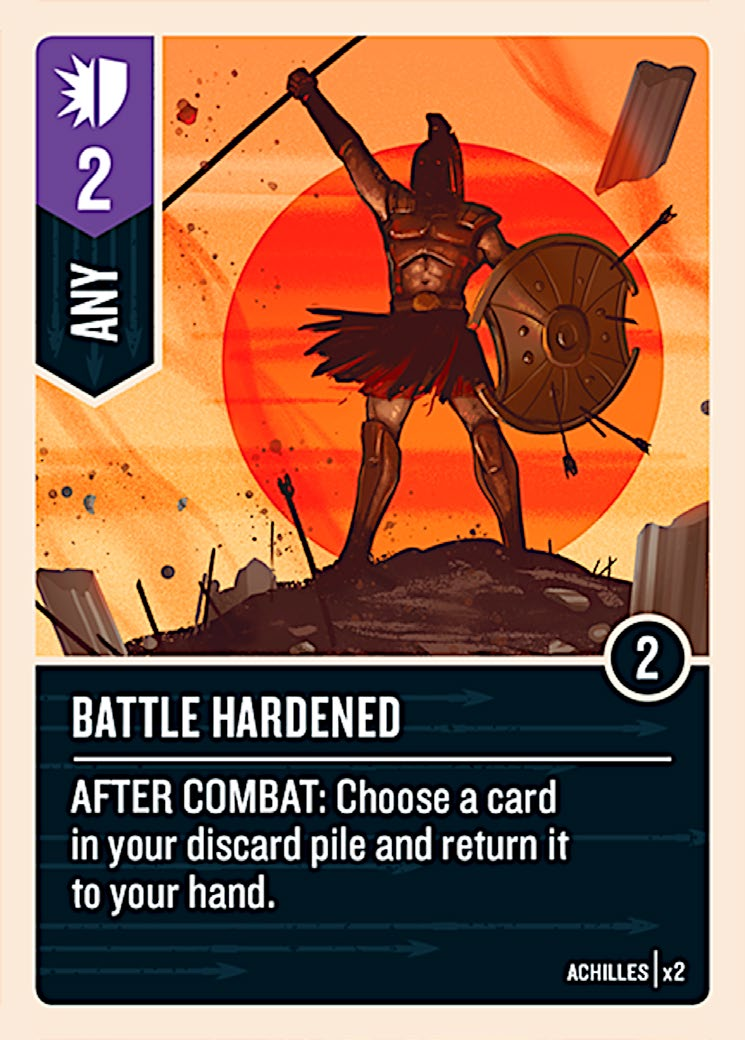 2
ANY
2
BATTLE HARDENED
AFTER COMBAT: Choose a card
in your discard pile and return it
to your hand.
ACHILLES | x2